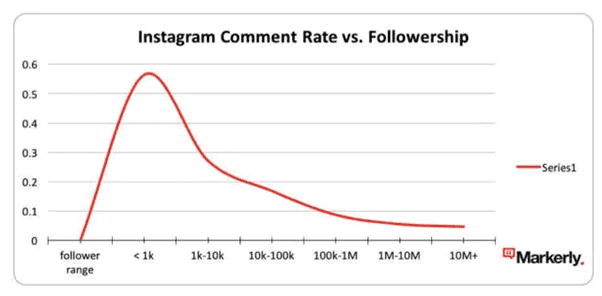 Instagram Comment Rate vs. Followership
0.6
0.5
0.4
0.3
0.2
0.1
0
follower range
< 1k
1k-10k
10k-100k
100k-1M
1M-10M
10M+
Series1
Markerly.